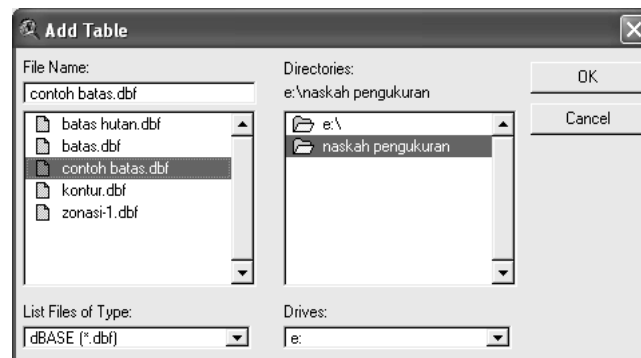 Add Table
File Name:
contoh batas.dbf
batas hutan.dbf
batas.dbf
contoh batas.dbf
kontur.dbf
zonasi-1.dbf
List Files of Type:
dBASE (*.dbf)
Directories:
e:\naskah pengukuran
e:\
naskah pengukuran
Drives:
e:
OK
Cancel